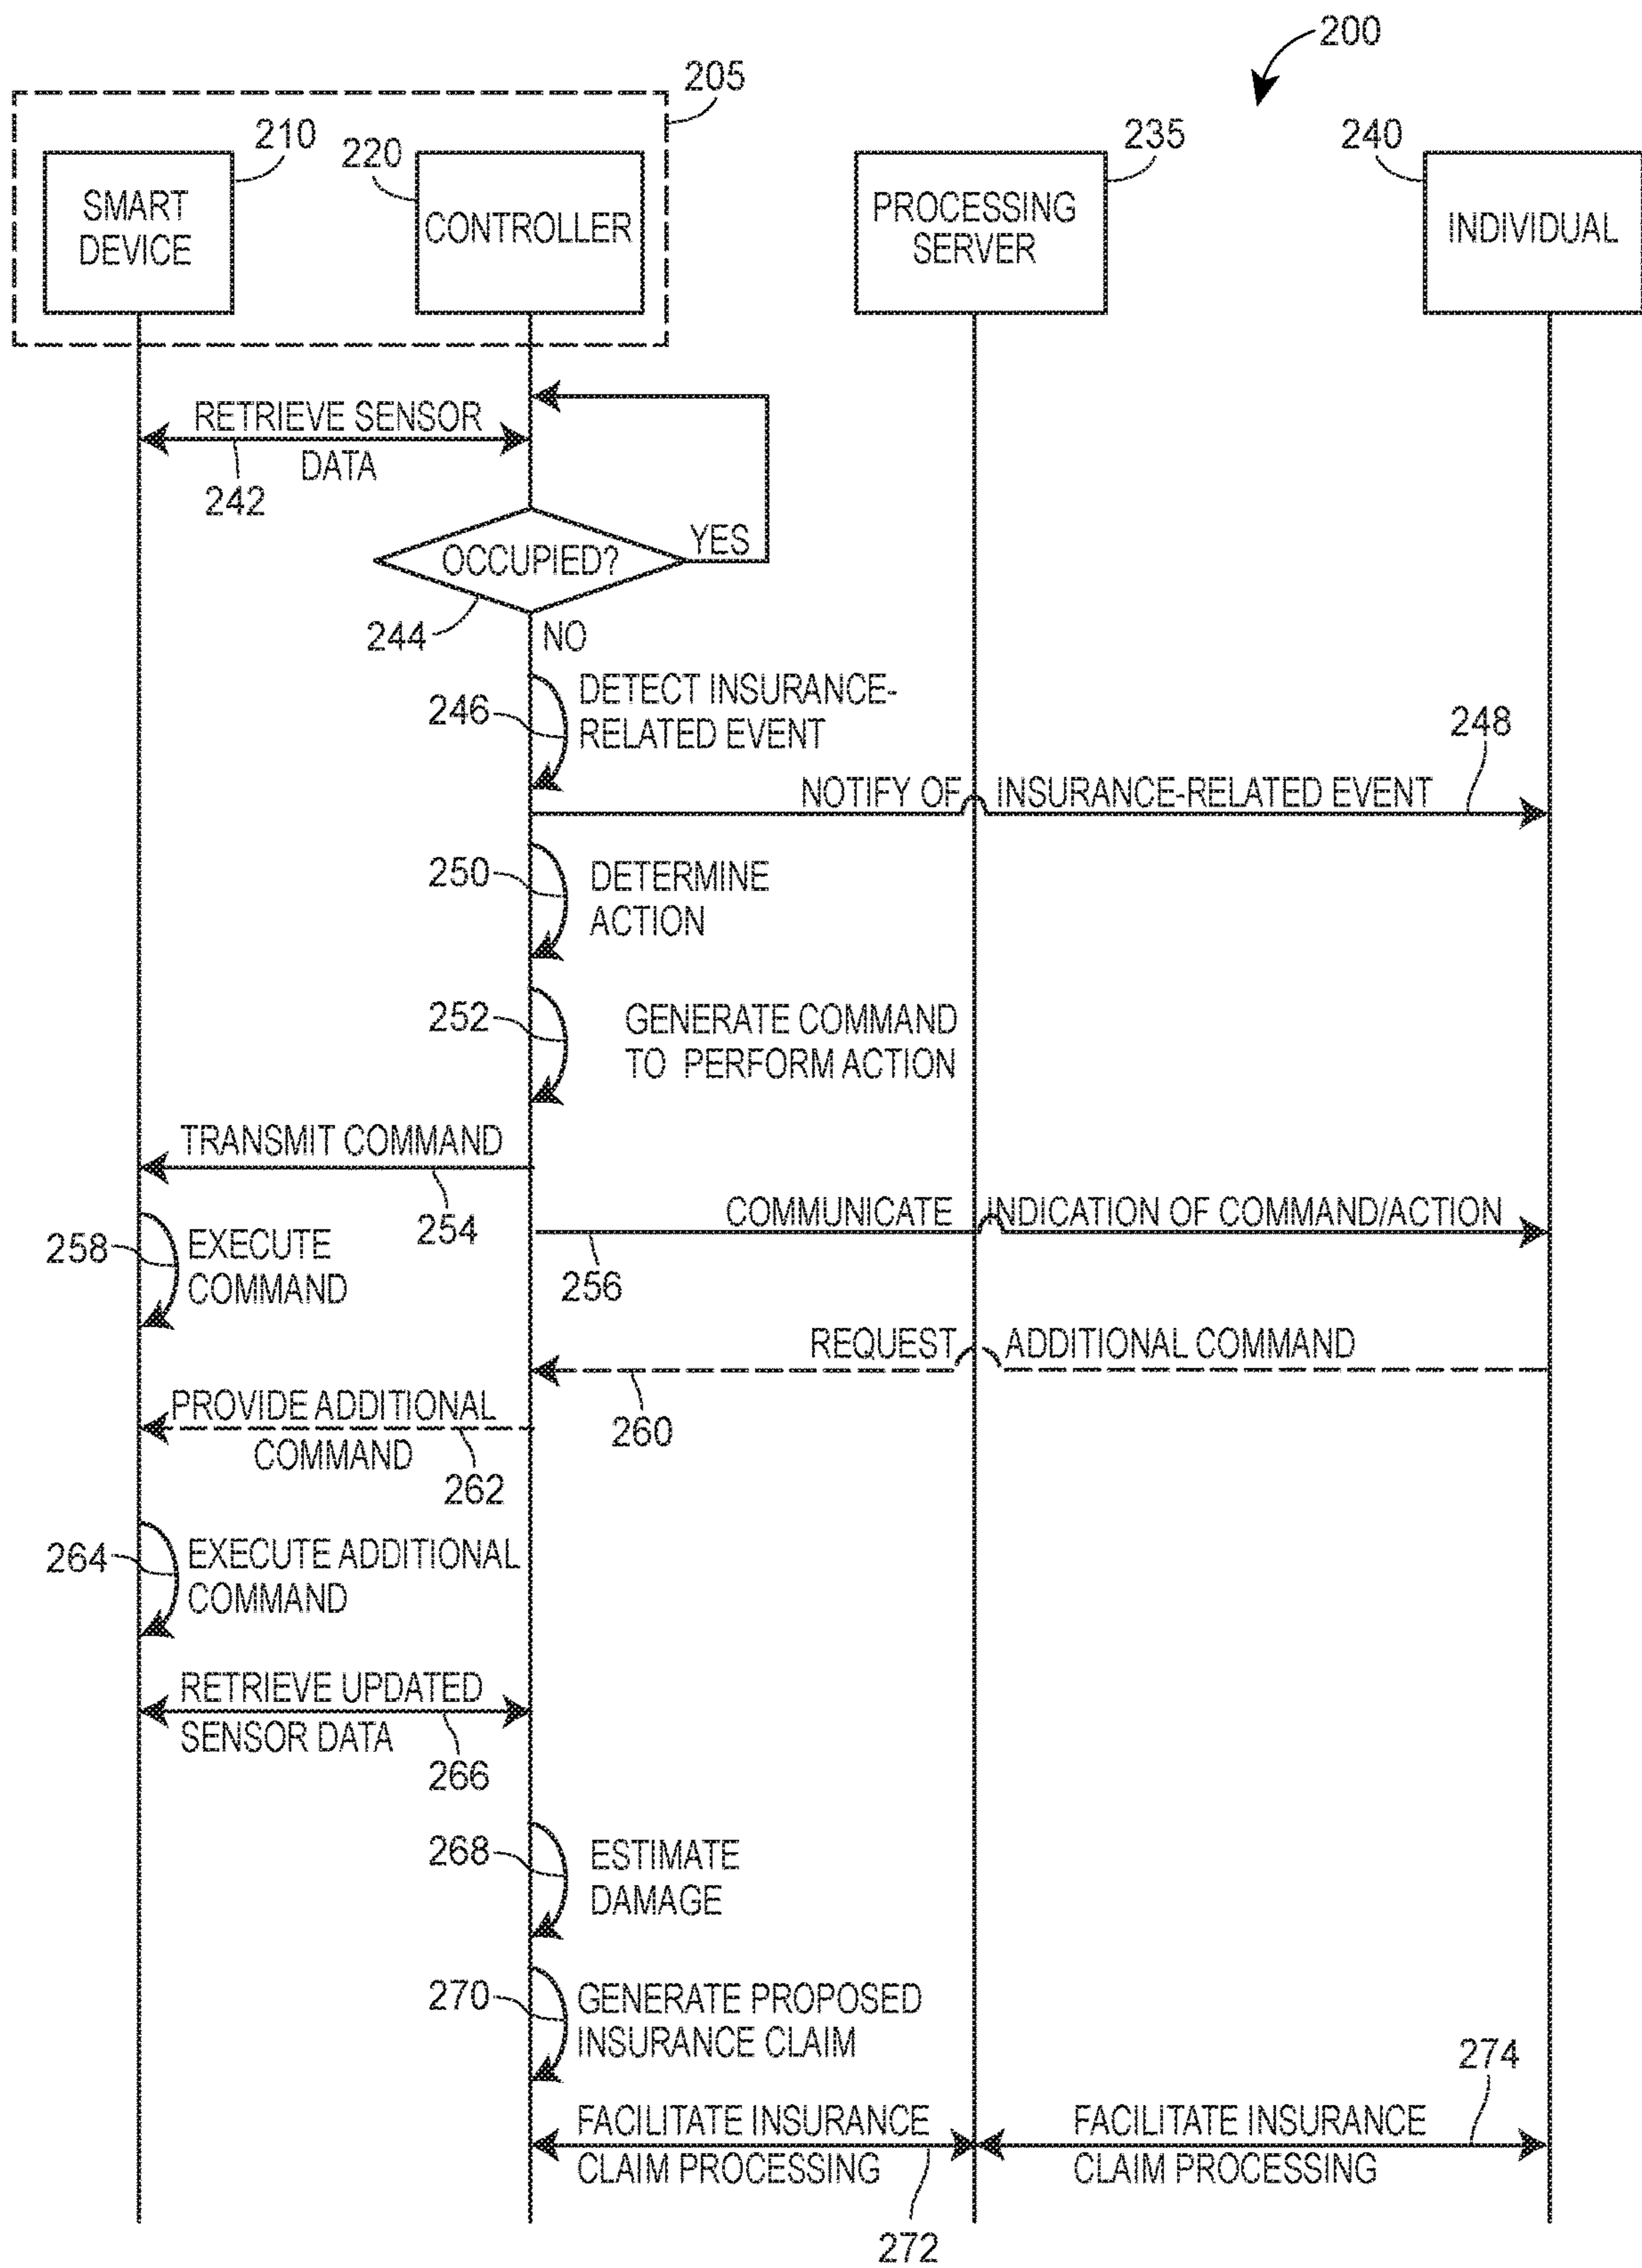 200
205
210
220
235
240
SMART
DEVICE
CONTROLLER
PROCESSING
SERVER
INDIVIDUAL
RETRIEVE SENSOR
DATA
242
YES
OCCUPIED?
244
NO
246
DETECT INSURANCE-
RELATED EVENT
248
NOTIFY OF INSURANCE-RELATED EVENT
250
DETERMINE
ACTION
252
GENERATE COMMAND
TO PERFORM ACTION
TRANSMIT COMMAND
254
COMMUNICATE INDICATION OF COMMAND/ACTION
256
258
EXECUTE
COMMAND
REQUEST ADDITIONAL COMMAND
260
PROVIDE ADDITIONAL
COMMAND
262
264
EXECUTE ADDITIONAL
COMMAND
RETRIEVE UPDATED
SENSOR DATA
266
268
ESTIMATE
DAMAGE
270
GENERATE PROPOSED
INSURANCE CLAIM
274
FACILITATE INSURANCE
CLAIM PROCESSING
272
FACILITATE INSURANCE
CLAIM PROCESSING